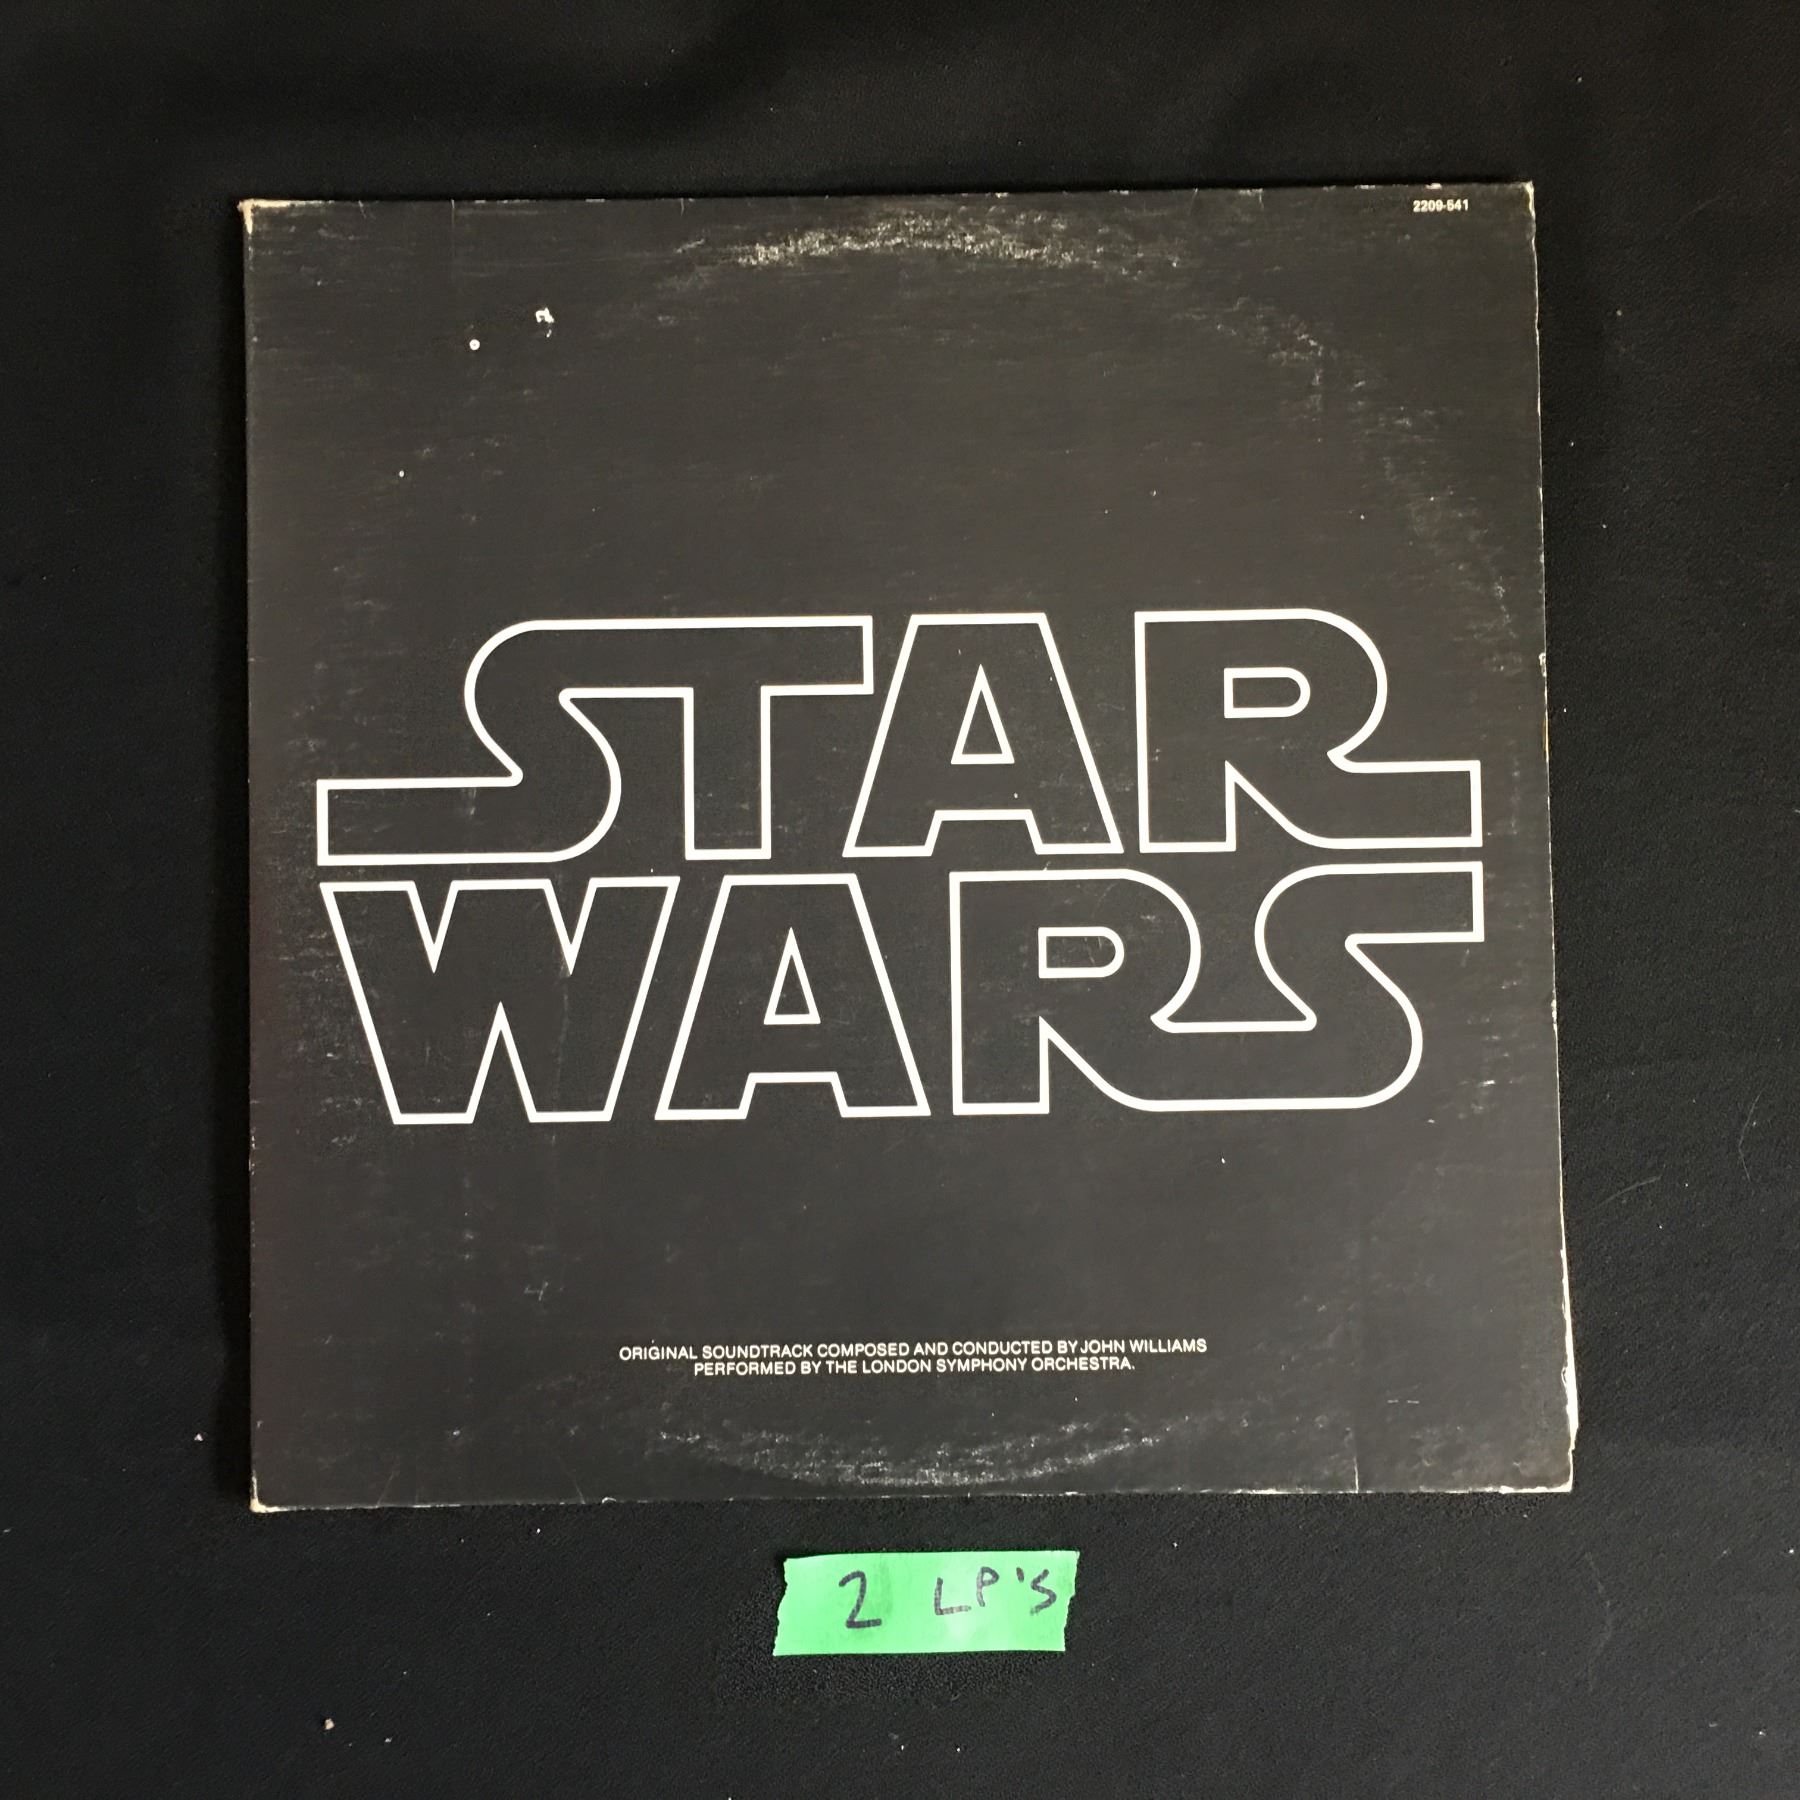 2209-541
STAR
WARS
ORIGINAL SOUNDTRACK COMPOSED AND CONDUCTED BY JOHN WILLIAMS
PERFORMED BY THE LONDON SYMPHONY ORCHESTRA.
2 LP'S